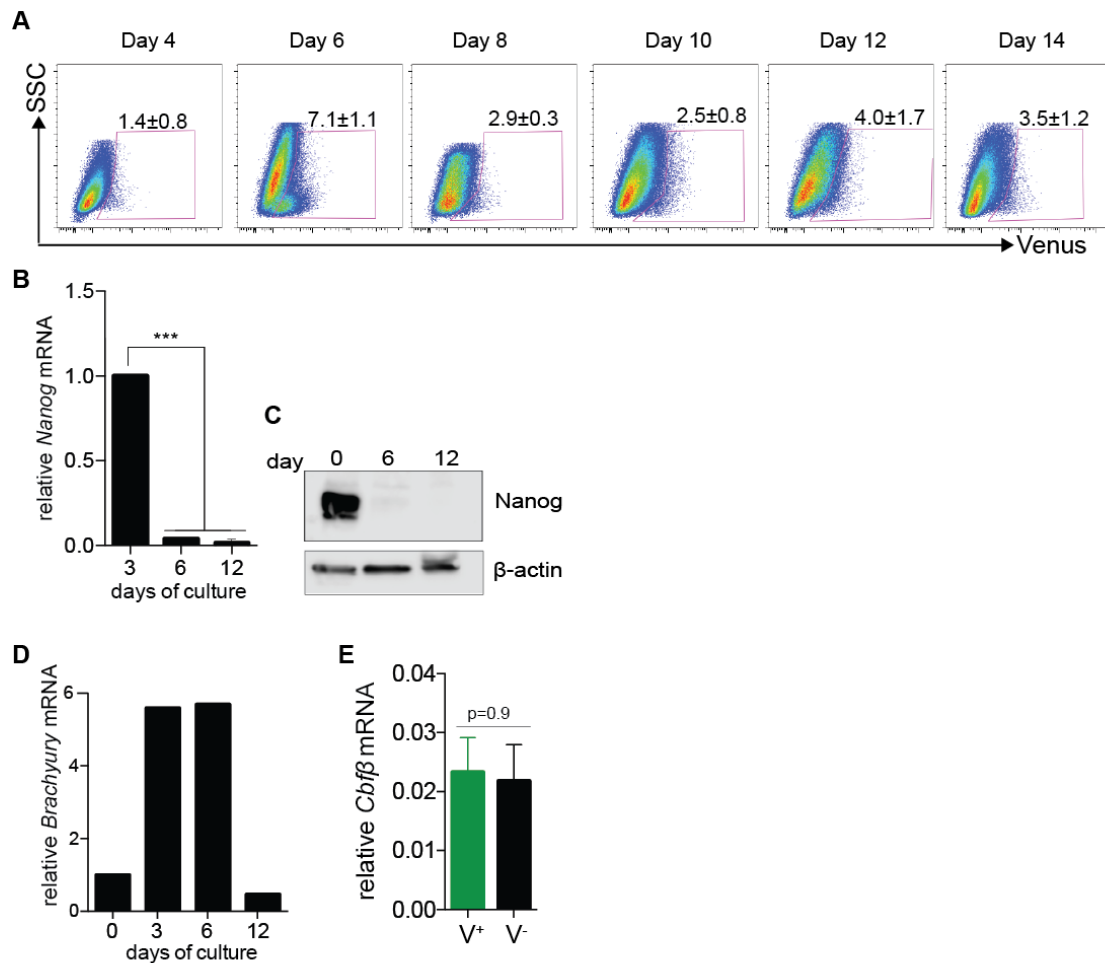 A
Day 4 Day 6 Day 8 Day 10 Day 12 Day 14
SSC
1.4±0.8 7.1±1.1 2.9±0.3 2.5±0.8 4.0±1.7 3.5±1.2
Venus
B
relative Nanog mRNA
1.5
1.0
0.5
0.0
***
3 6 12
days of culture
C
day 0 6 12
Nanog
β-actin
D
relative Brachyury mRNA
6
4
2
0
0 3 6 12
days of culture
E
relative Cbfβ mRNA
0.04
0.03
0.02
0.01
0.00
p=0.9
V+ V-